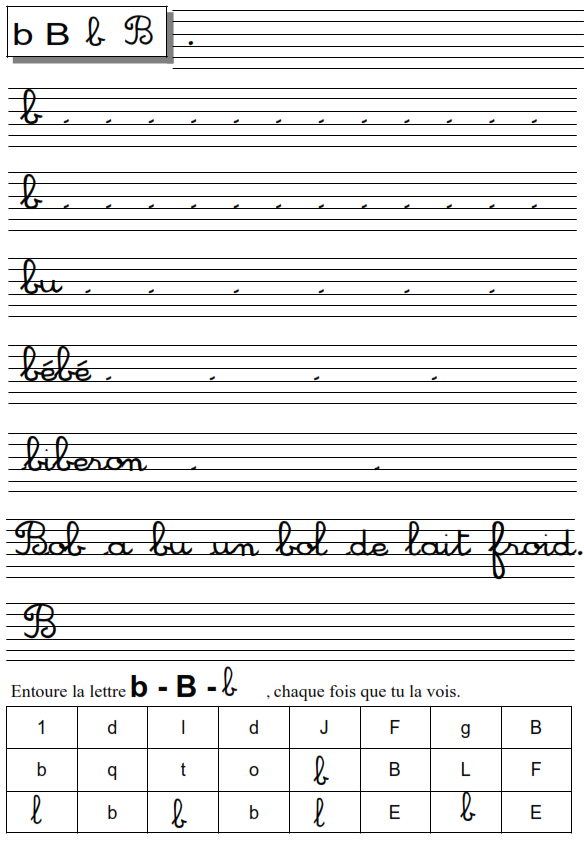 b B b B .
b
b
bu
bébé
biberon
Bob a bu un bol de lait froid.
B
Entoure la lettre b - B - b , chaque fois que tu la vois.
1 d l d J F g B
b q t o b B L F
l b b b l E b E